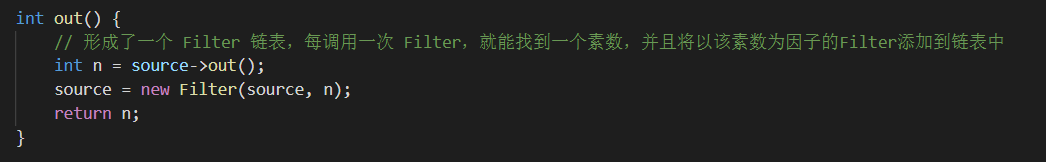 int out() {
    // 形成了一个 Filter 链表，每调用一次 Filter，就能找到一个素数，并且将以该素数为因子的Filter添加到链表中
    int n = source->out();
    source = new Filter(source, n);
    return n;
}